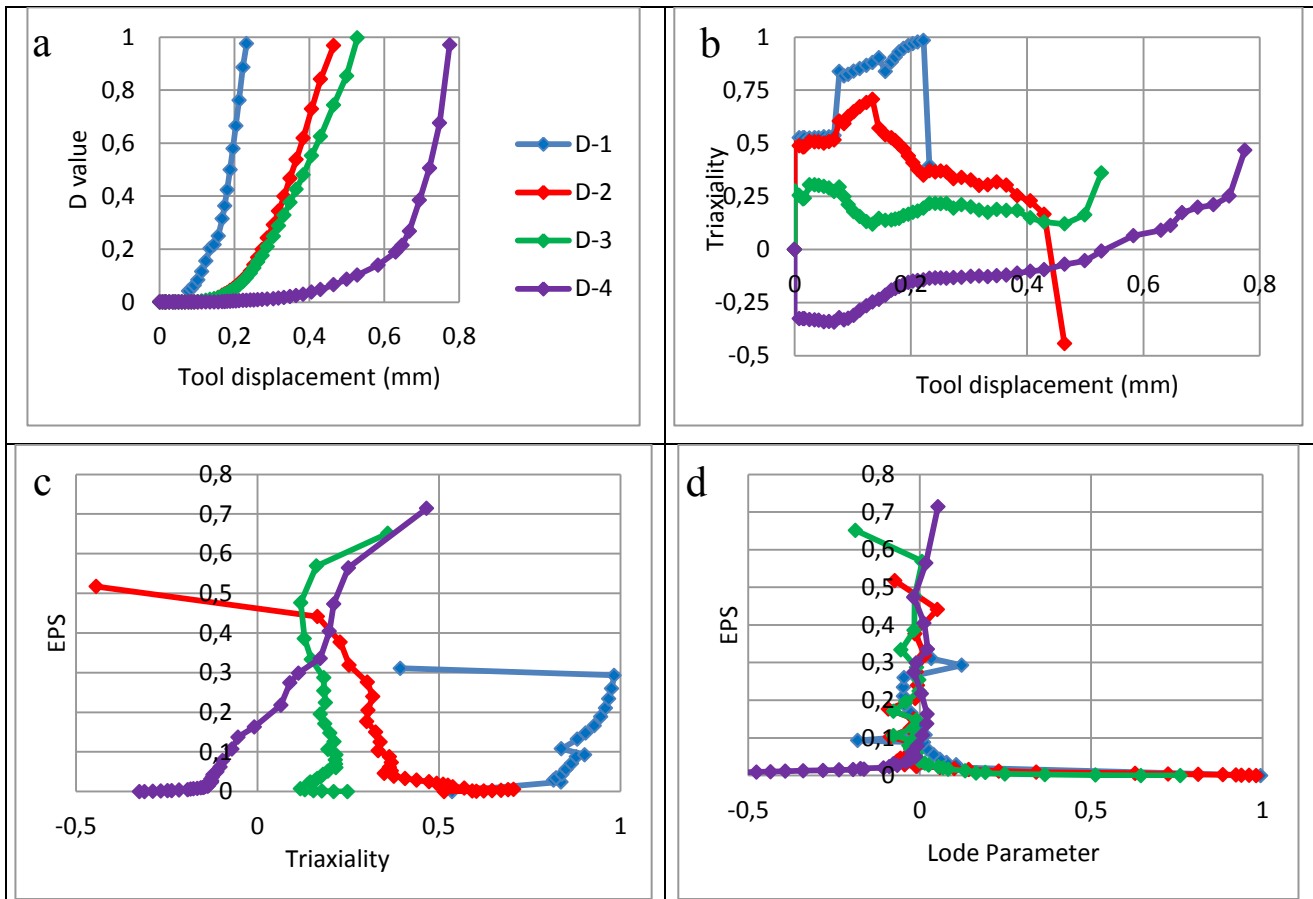 a
1
0,8
0,6
0,4
0,2
0
D value
0 0,2 0,4 0,6 0,8
Tool displacement (mm)
D-1
D-2
D-3
D-4
b
1
0,75
0,5
0,25
0
-0,25
-0,5
Triaxiality
0 0,2 0,4 0,6 0,8
Tool displacement (mm)
c
0,8
0,7
0,6
0,5
0,4
0,3
0,2
0,1
0
EPS
-0,5 0 0,5 1
Triaxiality
d
0,8
0,7
0,6
0,5
0,4
0,3
0,2
0,1
0
EPS
-0,5 0 0,5 1
Lode Parameter